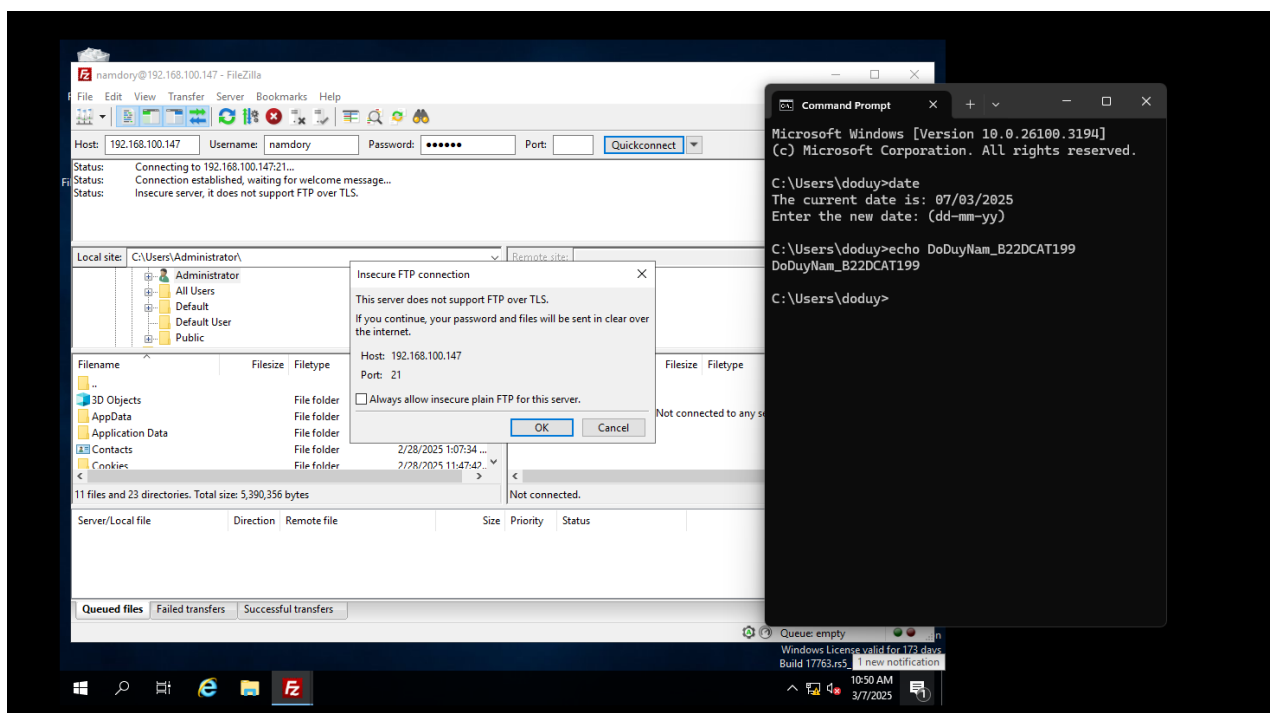 namdory@192.168.100.147 - FileZilla
File Edit View Transfer Server Bookmarks Help
Host: 192.168.100.147 Username: namdory Password: ●●●●●● Port: Quickconnect
Status: Connecting to 192.168.100.147:21...
Status: Connection established, waiting for welcome message...
Status: Insecure server, it does not support FTP over TLS.
Local site: C:\Users\Administrator\
Remote site:
Administrator
All Users
Default
Default User
Public
Filename Filesize Filetype
..
3D Objects File folder
AppData File folder
Application Data File folder
Contacts File folder 2/28/2025 1:07:34 ...
Cookies File folder 2/28/2025 11:47:42..
11 files and 23 directories. Total size: 5,390,356 bytes
Insecure FTP connection
This server does not support FTP over TLS.
If you continue, your password and files will be sent in clear over
the internet.
Host: 192.168.100.147
Port: 21
Always allow insecure plain FTP for this server.
OK Cancel
Filesize Filetype
Not connected to any
Not connected.
Server/Local file Direction Remote file Size Priority Status
Queued files Failed transfers Successful transfers
Queue: empty
Command Prompt
Microsoft Windows [Version 10.0.26100.3194]
(c) Microsoft Corporation. All rights reserved.
C:\Users\doduy>date
The current date is: 07/03/2025
Enter the new date: (dd-mm-yy)
C:\Users\doduy>echo DoDuyNam_B22DCAT199
DoDuyNam_B22DCAT199
C:\Users\doduy>
Windows License valid for 173 days
Build 17763.rs5_
1 new notification
10:50 AM
3/7/2025
1